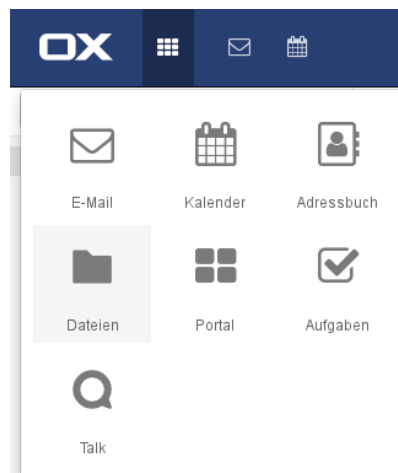 OX
E-Mail Kalender Adressbuch
Dateien Portal Aufgaben
Talk